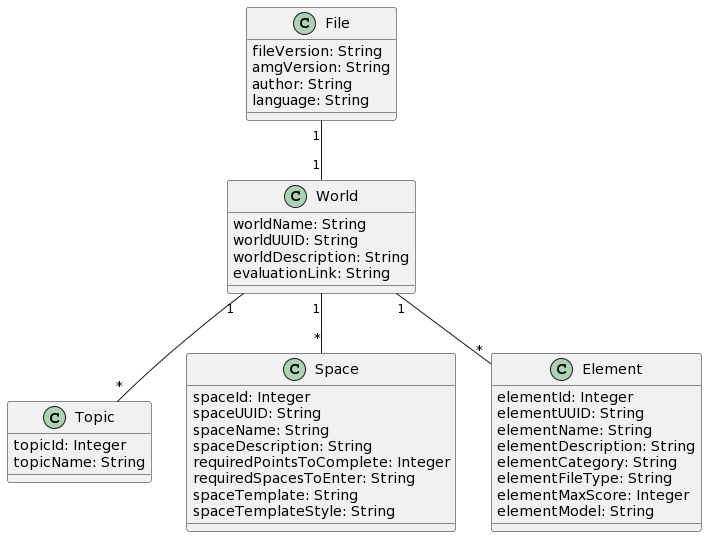 C File
fileVersion: String
amgVersion: String
author: String
language: String
1
1
C World
worldName: String
worldUUID: String
worldDescription: String
evaluationLink: String
1 1 1
* * *
C Topic
topicId: Integer
topicName: String
C Space
spaceId: Integer
spaceUUID: String
spaceName: String
spaceDescription: String
requiredPointsToComplete: Integer
requiredSpacesToEnter: String
spaceTemplate: String
spaceTemplateStyle: String
C Element
elementId: Integer
elementUUID: String
elementName: String
elementDescription: String
elementCategory: String
elementFileType: String
elementMaxScore: Integer
elementModel: String